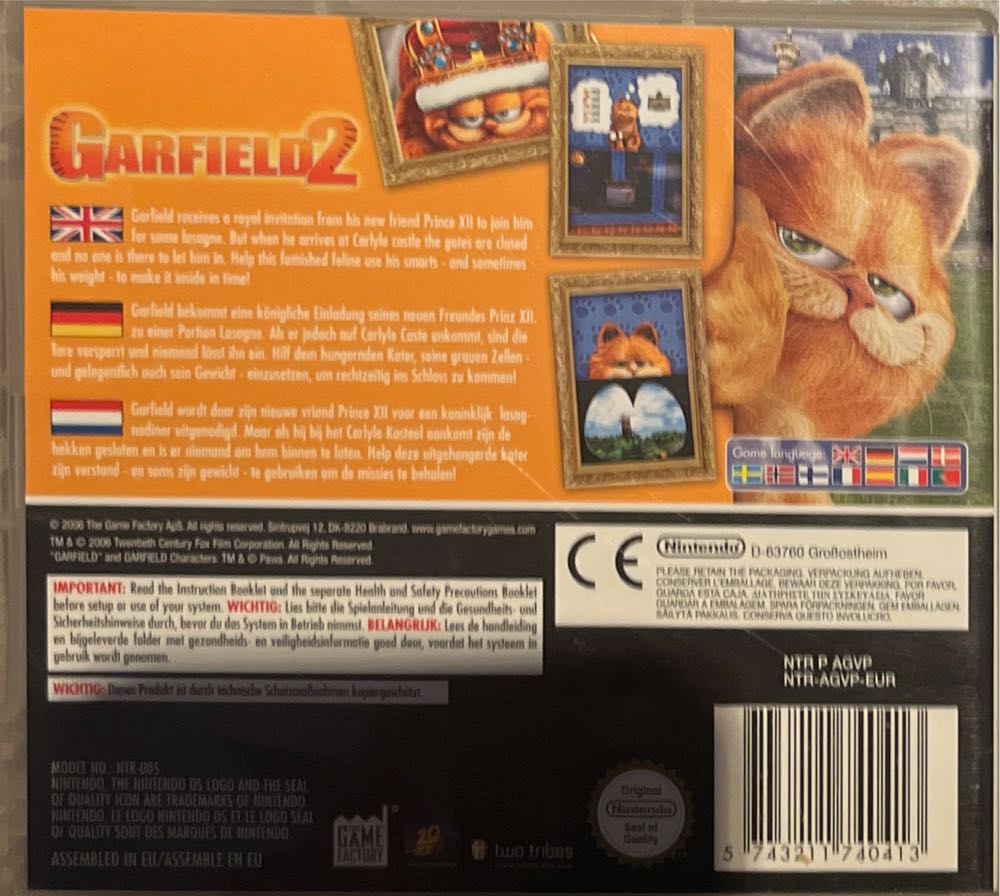 GARFIELD2
Garfield receives a royal invitation from his new friend Prince XII to join him
for some lasagne. But when he arrives at Carlyle castle the gates are closed
and no one is there to let him in. Help this famished feline use his smarts - and sometimes
his weight - to make it inside in time!
Garfield bekommt eine königliche Einladung seines neuen Freundes Prinz XII.
zu einer Portion Lasagne. Als er jedoch auf Carlyle Caste ankommt, sind die
Tore versperrt und niemand lässt ihn ein. Hilf dem hungernden Kater, seine grauen Zellen -
und gelegentlich auch sein Gewicht - einzusetzen, um rechtzeitig ins Schloss zu kommen!
Garfield wordt door zijn nieuwe vriend Prince XII voor een koninklijk lasag-
nadiner uitgenodigd. Maar als hij bij het Carlyle Kasteel aankomt zijn de
hekken gesloten en is er niemand om hem binnen te laten. Help deze uitgehongerde kater
zijn verstand - en soms zijn gewicht - te gebruiken om de missies te behalen!
Game language:
© 2006 The Game Factory ApS. All rights reserved. Sintrupvej 12, DK-8220 Brabrand. www.gamefactorygames.com
TM & © 2006 Twentieth Century Fox Film Corporation. All Rights Reserved.
"GARFIELD" and GARFIELD Characters. TM & © Paws. All Rights Reserved.
IMPORTANT: Read the Instruction Booklet and the separate Health and Safety Precautions Booklet
before setup or use of your system. WICHTIG: Lies bitte die Spielanleitung und die Gesundheits- und
Sicherheitshinweise durch, bevor du das System in Betrieb nimmst. BELANGRIJK: Lees de handleiding
en bijgeleverde folder met gezondheids- en veiligheidsinformatie goed door, voordat het systeem in
gebruik wordt genomen.
WICHTIG: Dieses Produkt ist durch technische Schutzmaßnahmen kopiergeschützt.
CE
Nintendo D-63760 Großostheim
PLEASE RETAIN THE PACKAGING. VERPACKUNG AUFHEBEN.
CONSERVER L'EMBALLAGE. BEWAAR DEZE VERPAKKING. POR FAVOR,
GUARDA ESTA CAJA. ΔΙΑΤΗΡΗΣΤΕ ΤΗΝ ΣΥΣΚΕΥΑΣΙΑ. FAVOR
GUARDAR A EMBALAGEM. SPARA FÖRPACKNINGEN. GEM EMBALLAGEN.
SÄILYTÄ PAKKAUS. CONSERVA QUESTO INVOLUCRO.
NTR P AGVP
NTR-AGVP-EUR
MODEL NO.: NTR-005
NINTENDO, THE NINTENDO DS LOGO AND THE SEAL
OF QUALITY ICON ARE TRADEMARKS OF NINTENDO.
NINTENDO, LE LOGO NINTENDO DS ET LE LOGO SEAL
OF QUALITY SONT DES MARQUES DE NINTENDO.
ASSEMBLED IN EU/ASSEMBLE EN EU
THE
GAME
FACTORY
20
two tribes
Original
Nintendo
Seal of
Quality
5 743211 740413